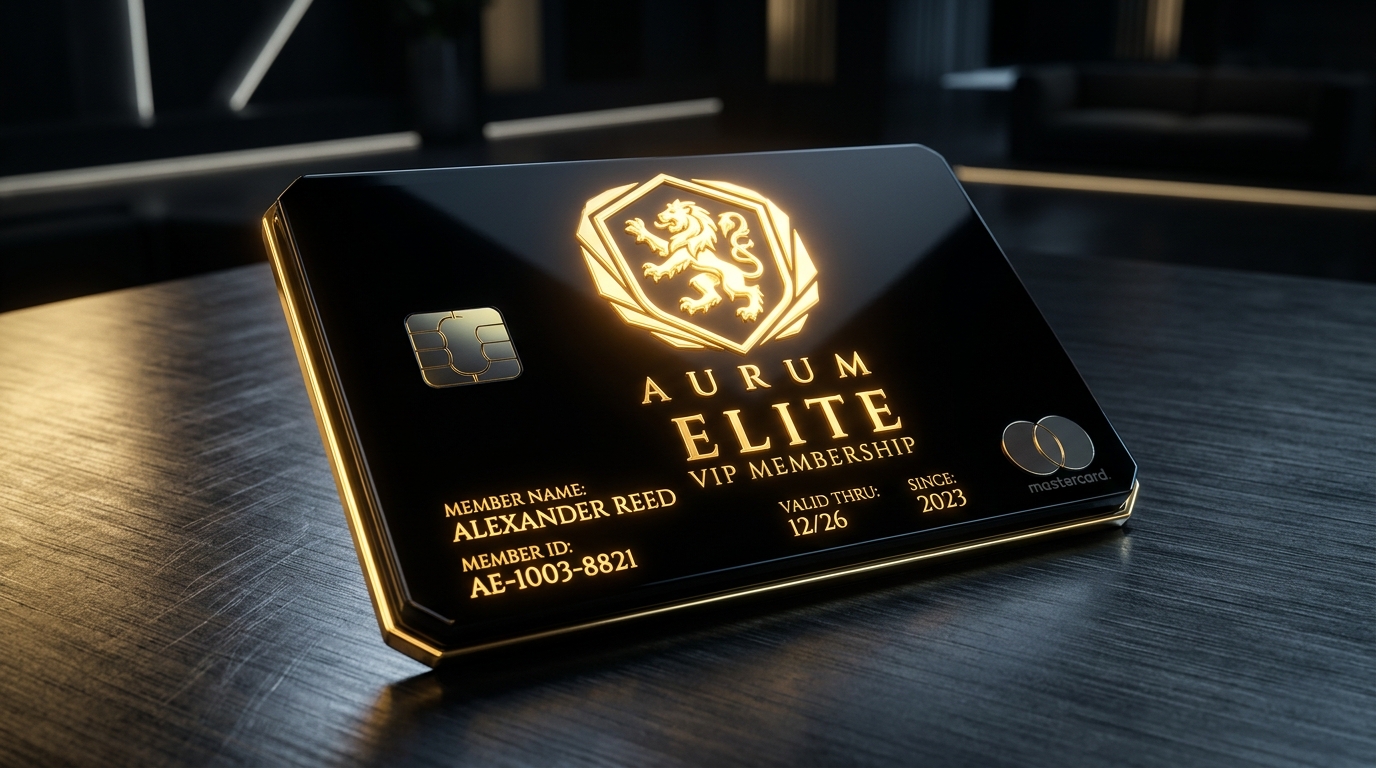 AURUM
ELITE
VIP MEMBERSHIP
MEMBER NAME:
ALEXANDER REED
MEMBER ID:
AE-1003-8821
VALID THRU:
12/26
SINCE:
2023
mastercard.